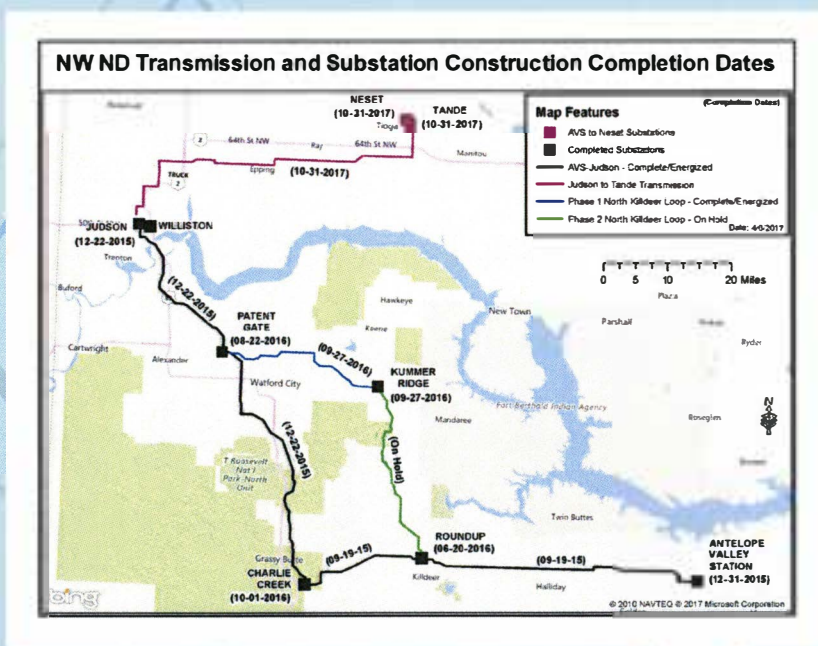 NW ND Transmission and Substation Construction Completion Dates
NESET
(10-31-2017)
TANDE
(10-31-2017)
Tioga
(Completion Dates)
Map Features
AVS to Neset Substations
Completed Substations
AVS-Judson - Complete/Energized
Judson to Tande Transmission
Phase 1 North Killdeer Loop - Complete/Energized
Phase 2 North Killdeer Loop - On Hold
Date: 4/6/2017
2
64th St NW
Ray
64th St NW
Manitou
Epping
(10-31-2017)
TRUCK
2
JUDSON
(12-22-2015)
WILLISTON
Trenton
(12-22-2015)
Buford
0 5 10 20 Miles
Plaza
Hawkeye
New Town
Parshall
PATENT
GATE
(08-22-2016)
Keene
Ryder
Cartwright
Alexander
(09-27-2016)
Watford City
KUMMER
RIDGE
(09-27-2016)
Fort Berthold Indian Agency
N
Mandaree
Roseglen
(12-22-2015)
(On Hold)
T Roosevelt
Nat'l
Park-North
Unit
Twin Buttes
ROUNDUP
(06-20-2016)
Grassy Butte
(09-19-15)
(09-19-15)
ANTELOPE
VALLEY
STATION
(12-31-2015)
CHARLIE
CREEK
(10-01-2016)
Killdeer
Halliday
bing
© 2010 NAVTEQ © 2017 Microsoft Corporation